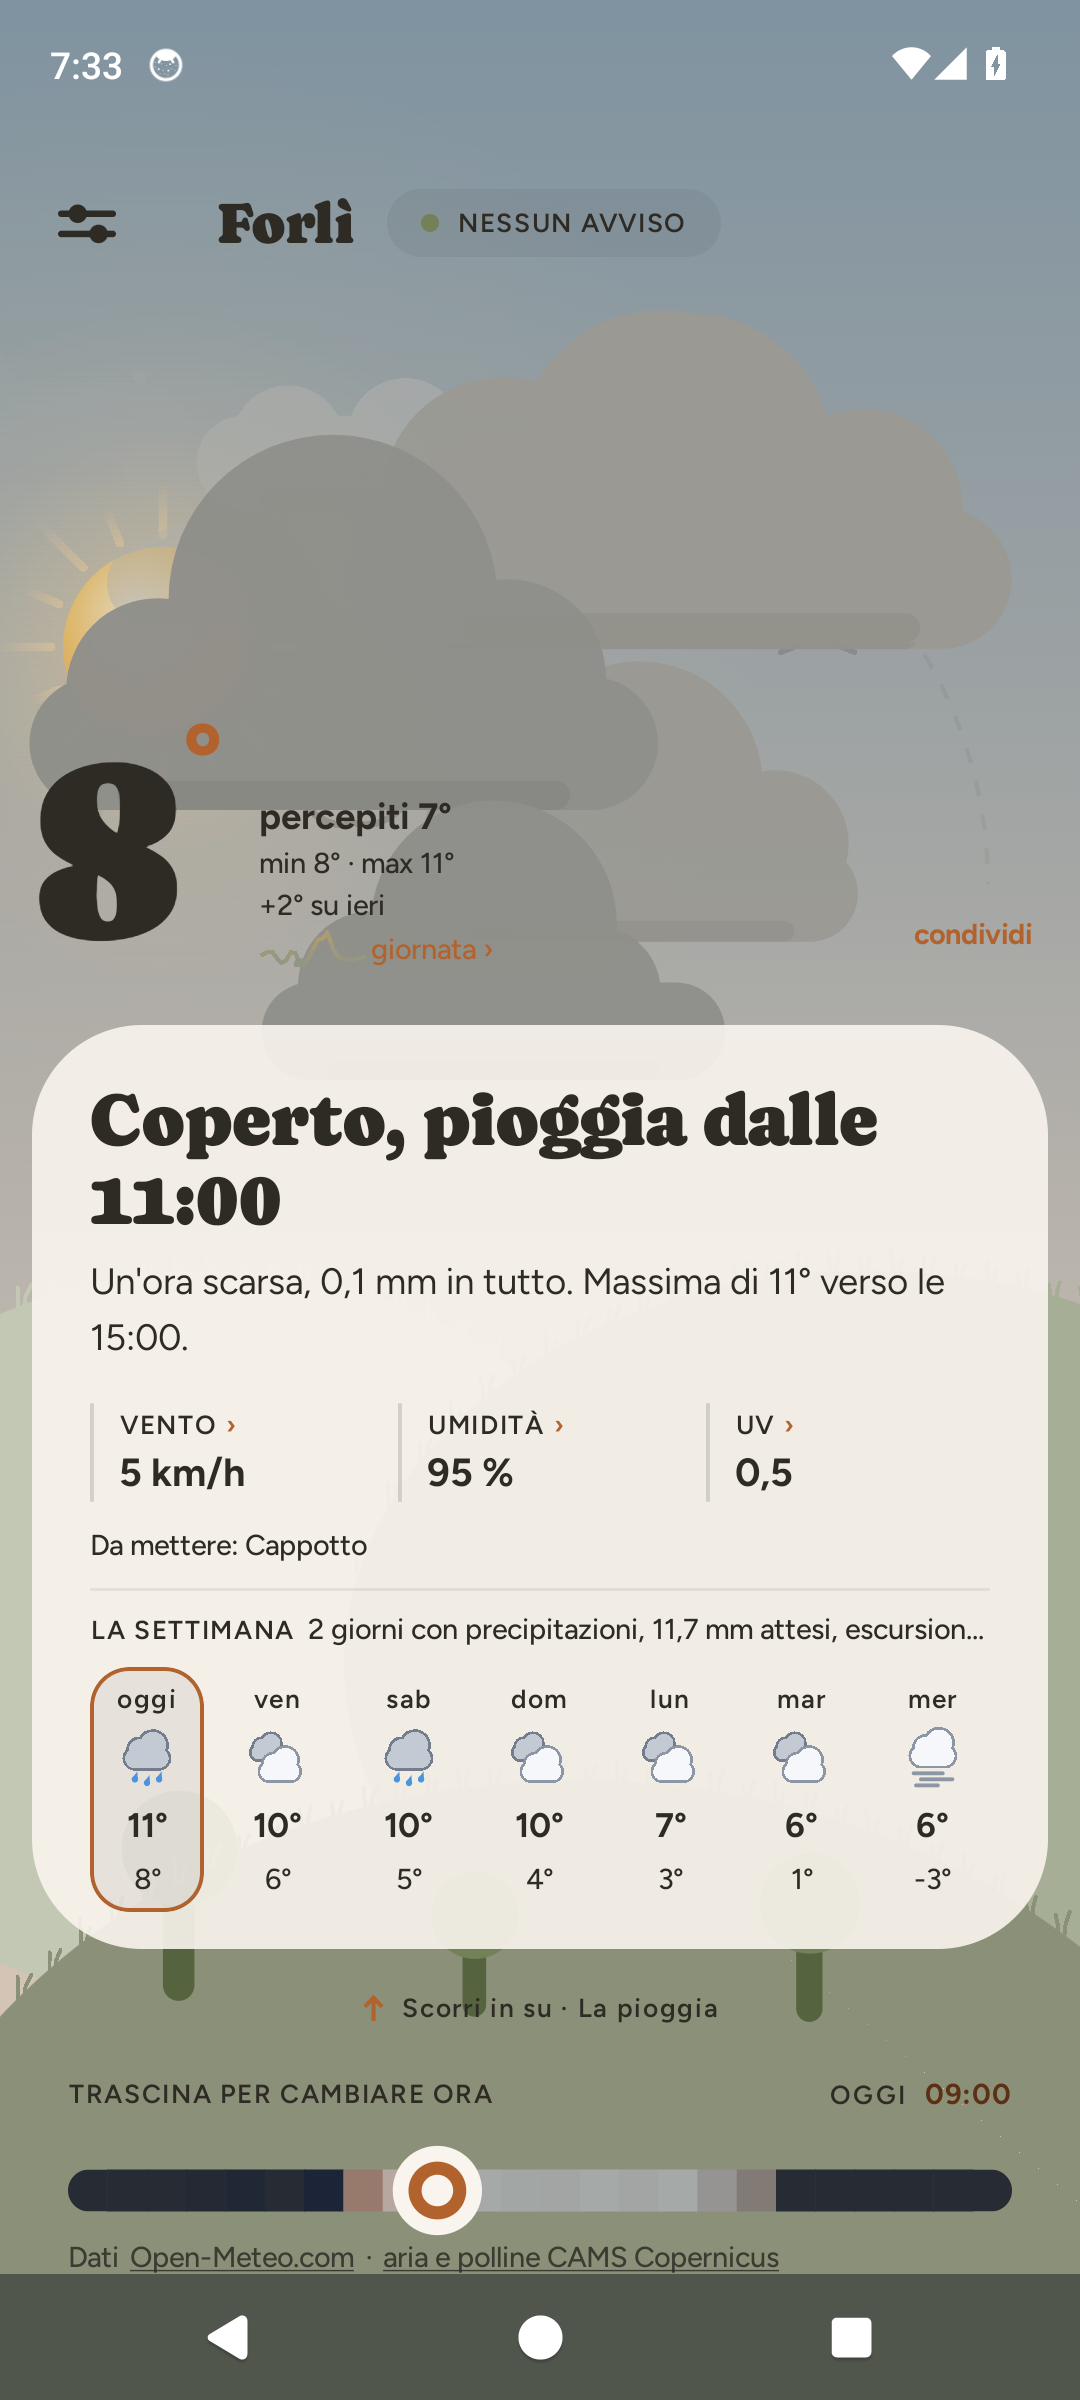 7:33
Forlì
NESSUN AVVISO
8°
percepiti 7°
min 8° · max 11°
+2° su ieri
giornata ›
condividi
Coperto, pioggia dalle
11:00
Un'ora scarsa, 0,1 mm in tutto. Massima di 11° verso le
15:00.
VENTO › UMIDITÀ › UV ›
5 km/h 95 % 0,5
Da mettere: Cappotto
LA SETTIMANA 2 giorni con precipitazioni, 11,7 mm attesi, escursion...
oggi ven sab dom lun mar mer
11° 10° 10° 10° 7° 6° 6°
8° 6° 5° 4° 3° 1° -3°
↑ Scorri in su · La pioggia
TRASCINA PER CAMBIARE ORA OGGI 09:00
Dati Open-Meteo.com · aria e polline CAMS Copernicus